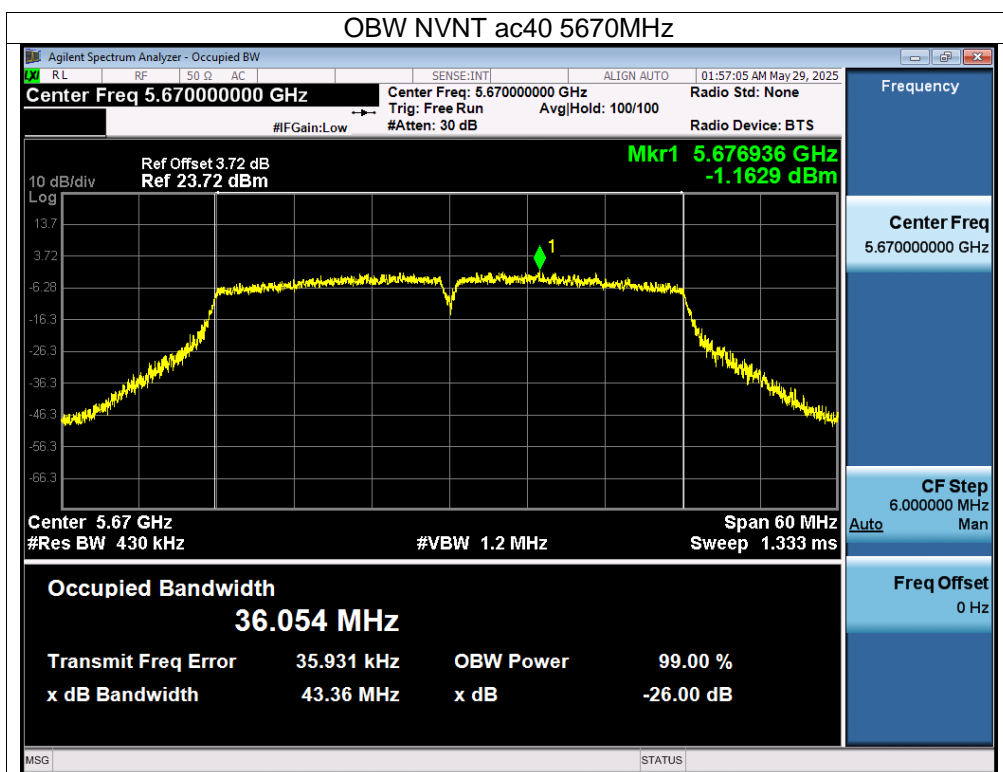 OBW NVNT ac40 5670MHz
Agilent Spectrum Analyzer - Occupied BW
LXI RL RF 50 Ω AC SENSE:INT ALIGN AUTO 01:57:05 AM May 29, 2025
Center Freq 5.670000000 GHz
Center Freq: 5.670000000 GHz
Radio Std: None
Trig: Free Run Avg|Hold: 100/100
#IFGain:Low #Atten: 30 dB Radio Device: BTS
Frequency
Mkr1 5.676936 GHz
-1.1629 dBm
Ref Offset 3.72 dB
10 dB/div Ref 23.72 dBm
Log
13.7
3.72
-6.28
-16.3
-26.3
-36.3
-46.3
-56.3
-66.3
1
Center 5.67 GHz Span 60 MHz
#Res BW 430 kHz #VBW 1.2 MHz Sweep 1.333 ms
Center Freq
5.670000000 GHz
CF Step
6.000000 MHz
Auto Man
Freq Offset
0 Hz
Occupied Bandwidth
36.054 MHz
Transmit Freq Error 35.931 kHz OBW Power 99.00 %
x dB Bandwidth 43.36 MHz x dB -26.00 dB
MSG STATUS